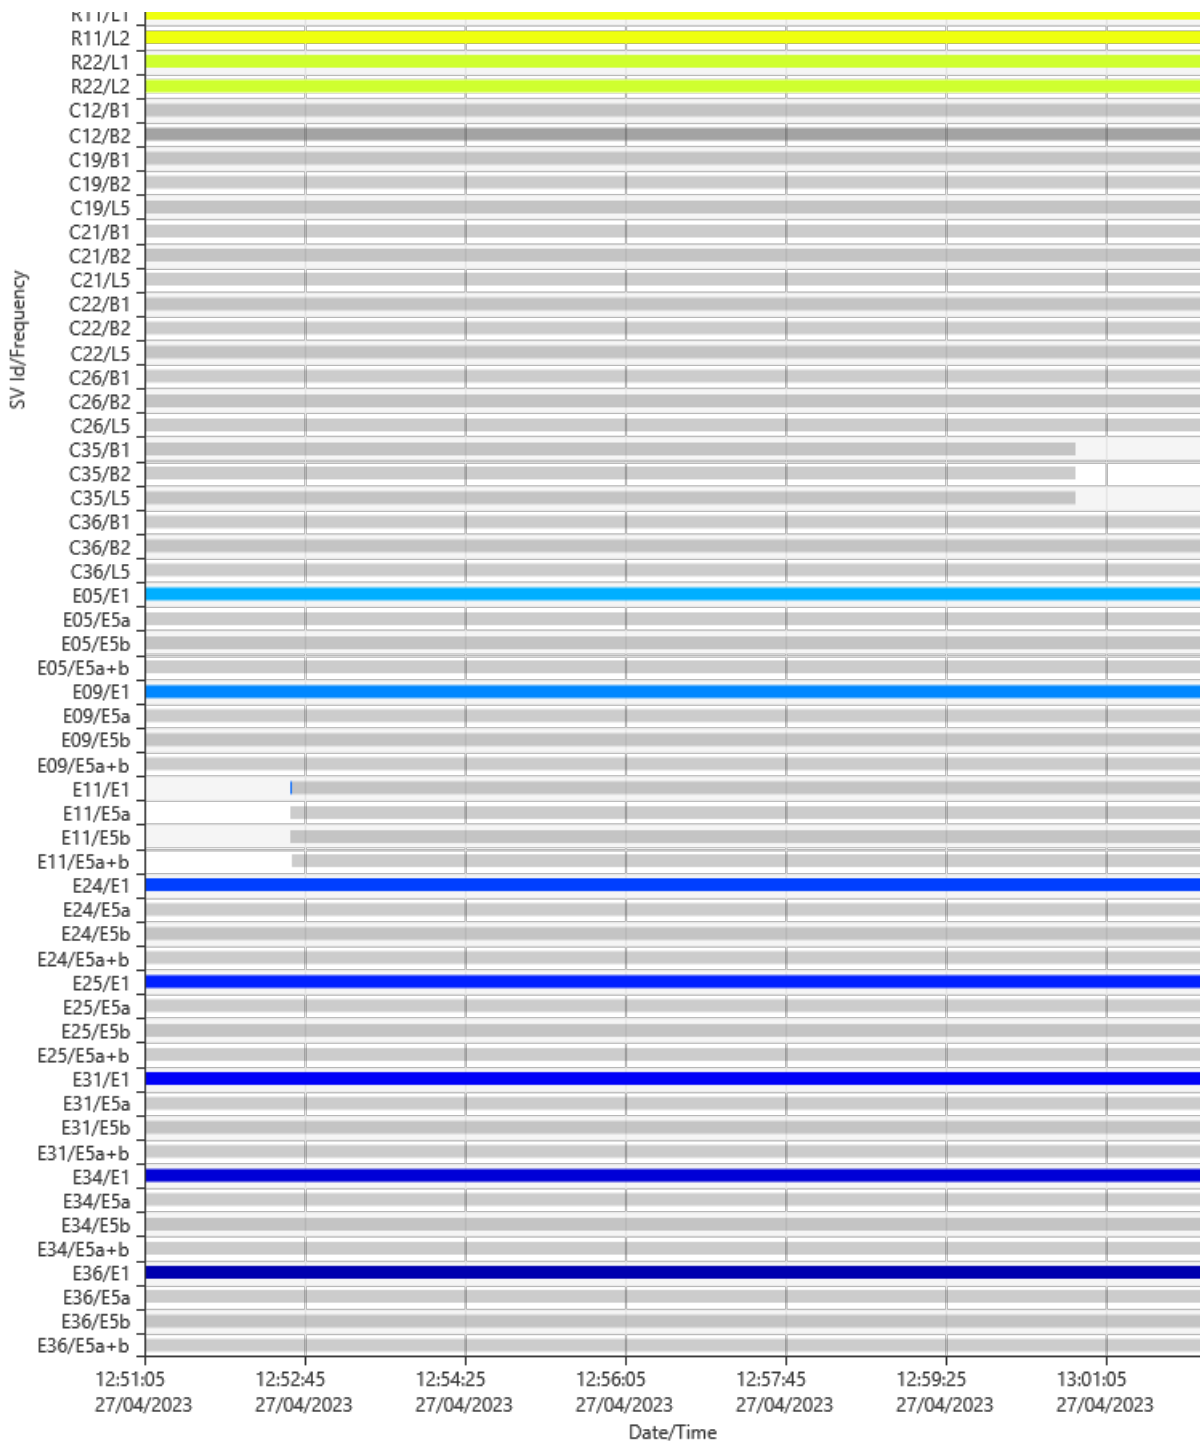 R11/L1
R11/L2
R22/L1
R22/L2
C12/B1
C12/B2
C19/B1
C19/B2
C19/L5
C21/B1
C21/B2
C21/L5
C22/B1
C22/B2
C22/L5
C26/B1
C26/B2
C26/L5
C35/B1
C35/B2
C35/L5
C36/B1
C36/B2
C36/L5
E05/E1
E05/E5a
E05/E5b
E05/E5a+b
E09/E1
E09/E5a
E09/E5b
E09/E5a+b
E11/E1
E11/E5a
E11/E5b
E11/E5a+b
E24/E1
E24/E5a
E24/E5b
E24/E5a+b
E25/E1
E25/E5a
E25/E5b
E25/E5a+b
E31/E1
E31/E5a
E31/E5b
E31/E5a+b
E34/E1
E34/E5a
E34/E5b
E34/E5a+b
E36/E1
E36/E5a
E36/E5b
E36/E5a+b
SV Id/Frequency
12:51:05 12:52:45 12:54:25 12:56:05 12:57:45 12:59:25 13:01:05
27/04/2023 27/04/2023 27/04/2023 27/04/2023 27/04/2023 27/04/2023 27/04/2023
Date/Time